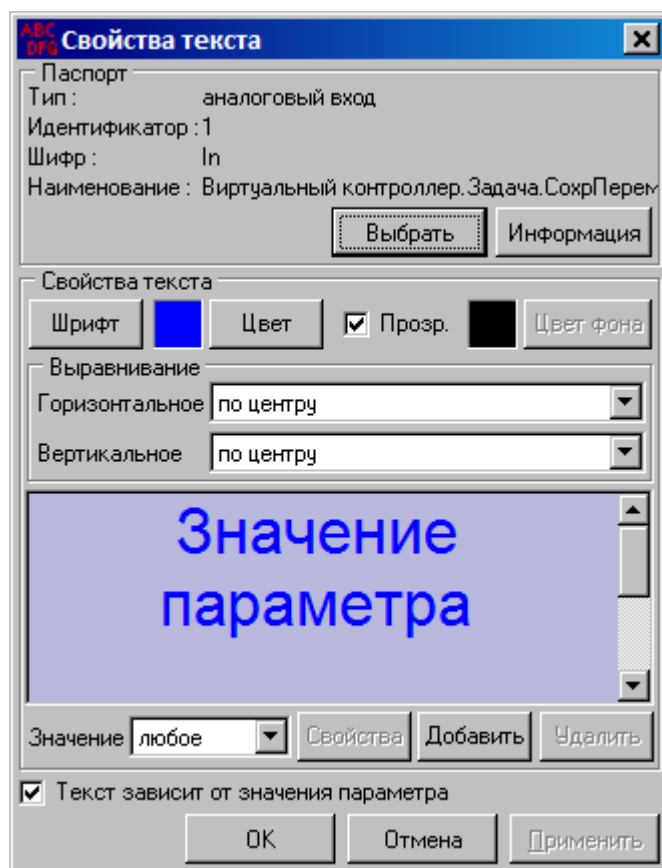 ABC
DFG Свойства текста
Паспорт
Тип : аналоговый вход
Идентификатор : 1
Шифр : In
Наименование : Виртуальный контроллер.Задача.СохрПерем
Выбрать Информация
Свойства текста
Шрифт Цвет Прозр. Цвет фона
Выравнивание
Горизонтальное по центру
Вертикальное по центру
Значение
параметра
Значение любое Свойства Добавить Удалить
Текст зависит от значения параметра
OK Отмена Применить